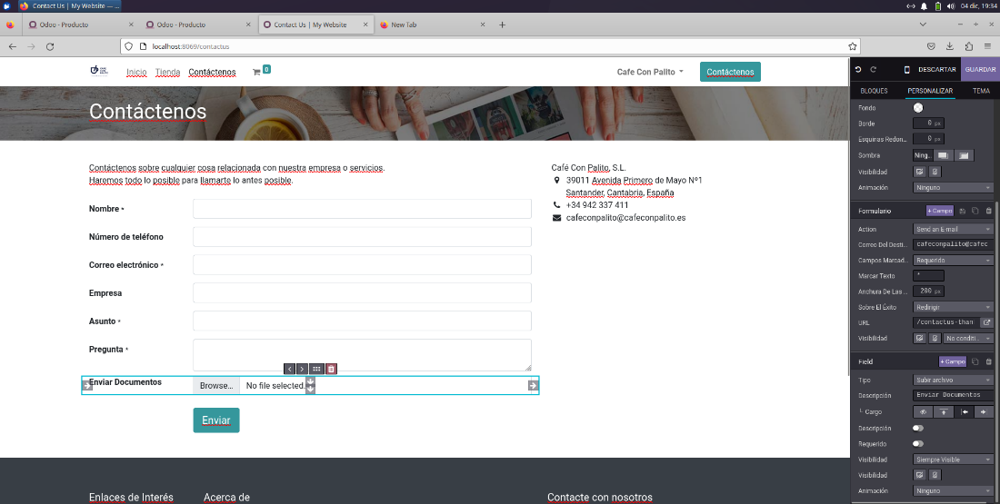 Contact Us | My Website — ...
04 dic, 19:34
Odoo - Producto
Odoo - Producto
Contact Us | My Website
New Tab
localhost:8069/contactus
Inicio Tienda Contáctenos 0 Cafe Con Palito Contáctenos
DESCARTAR GUARDAR
BLOQUES PERSONALIZAR TEMA
Contáctenos
Contáctenos sobre cualquier cosa relacionada con nuestra empresa o servicios.
Haremos todo lo posible para llamarte lo antes posible.
Nombre *
Número de teléfono
Correo electrónico *
Empresa
Asunto *
Pregunta *
Enviar Documentos Browse... No file selected.
Enviar
Café Con Palito, S.L.
39011 Avenida Primero de Mayo Nº1
Santander, Cantabria, España
+34 942 337 411
cafeconpalito@cafeconpalito.es
Enlaces de Interés Acerca de Contacte con nosotros
Fondo
Borde 0 px
Esquinas Redon... 0 px
Sombra Ning...
Visibilidad
Animación Ninguno
Formulario + Campo
Action Send an E-mail
Correo Del Desti... cafeconpalito@cafec
Campos Marcad... Requerido
Marcar Texto *
Anchura De Las ... 200 px
Sobre El Éxito Redirigir
URL /contactus-than
Visibilidad No conditi...
Field + Campo
Tipo Subir archivo
Descripción Enviar Documentos
└ Cargo
Descripción
Requerido
Visibilidad Siempre Visible
Visibilidad
Animación Ninguno